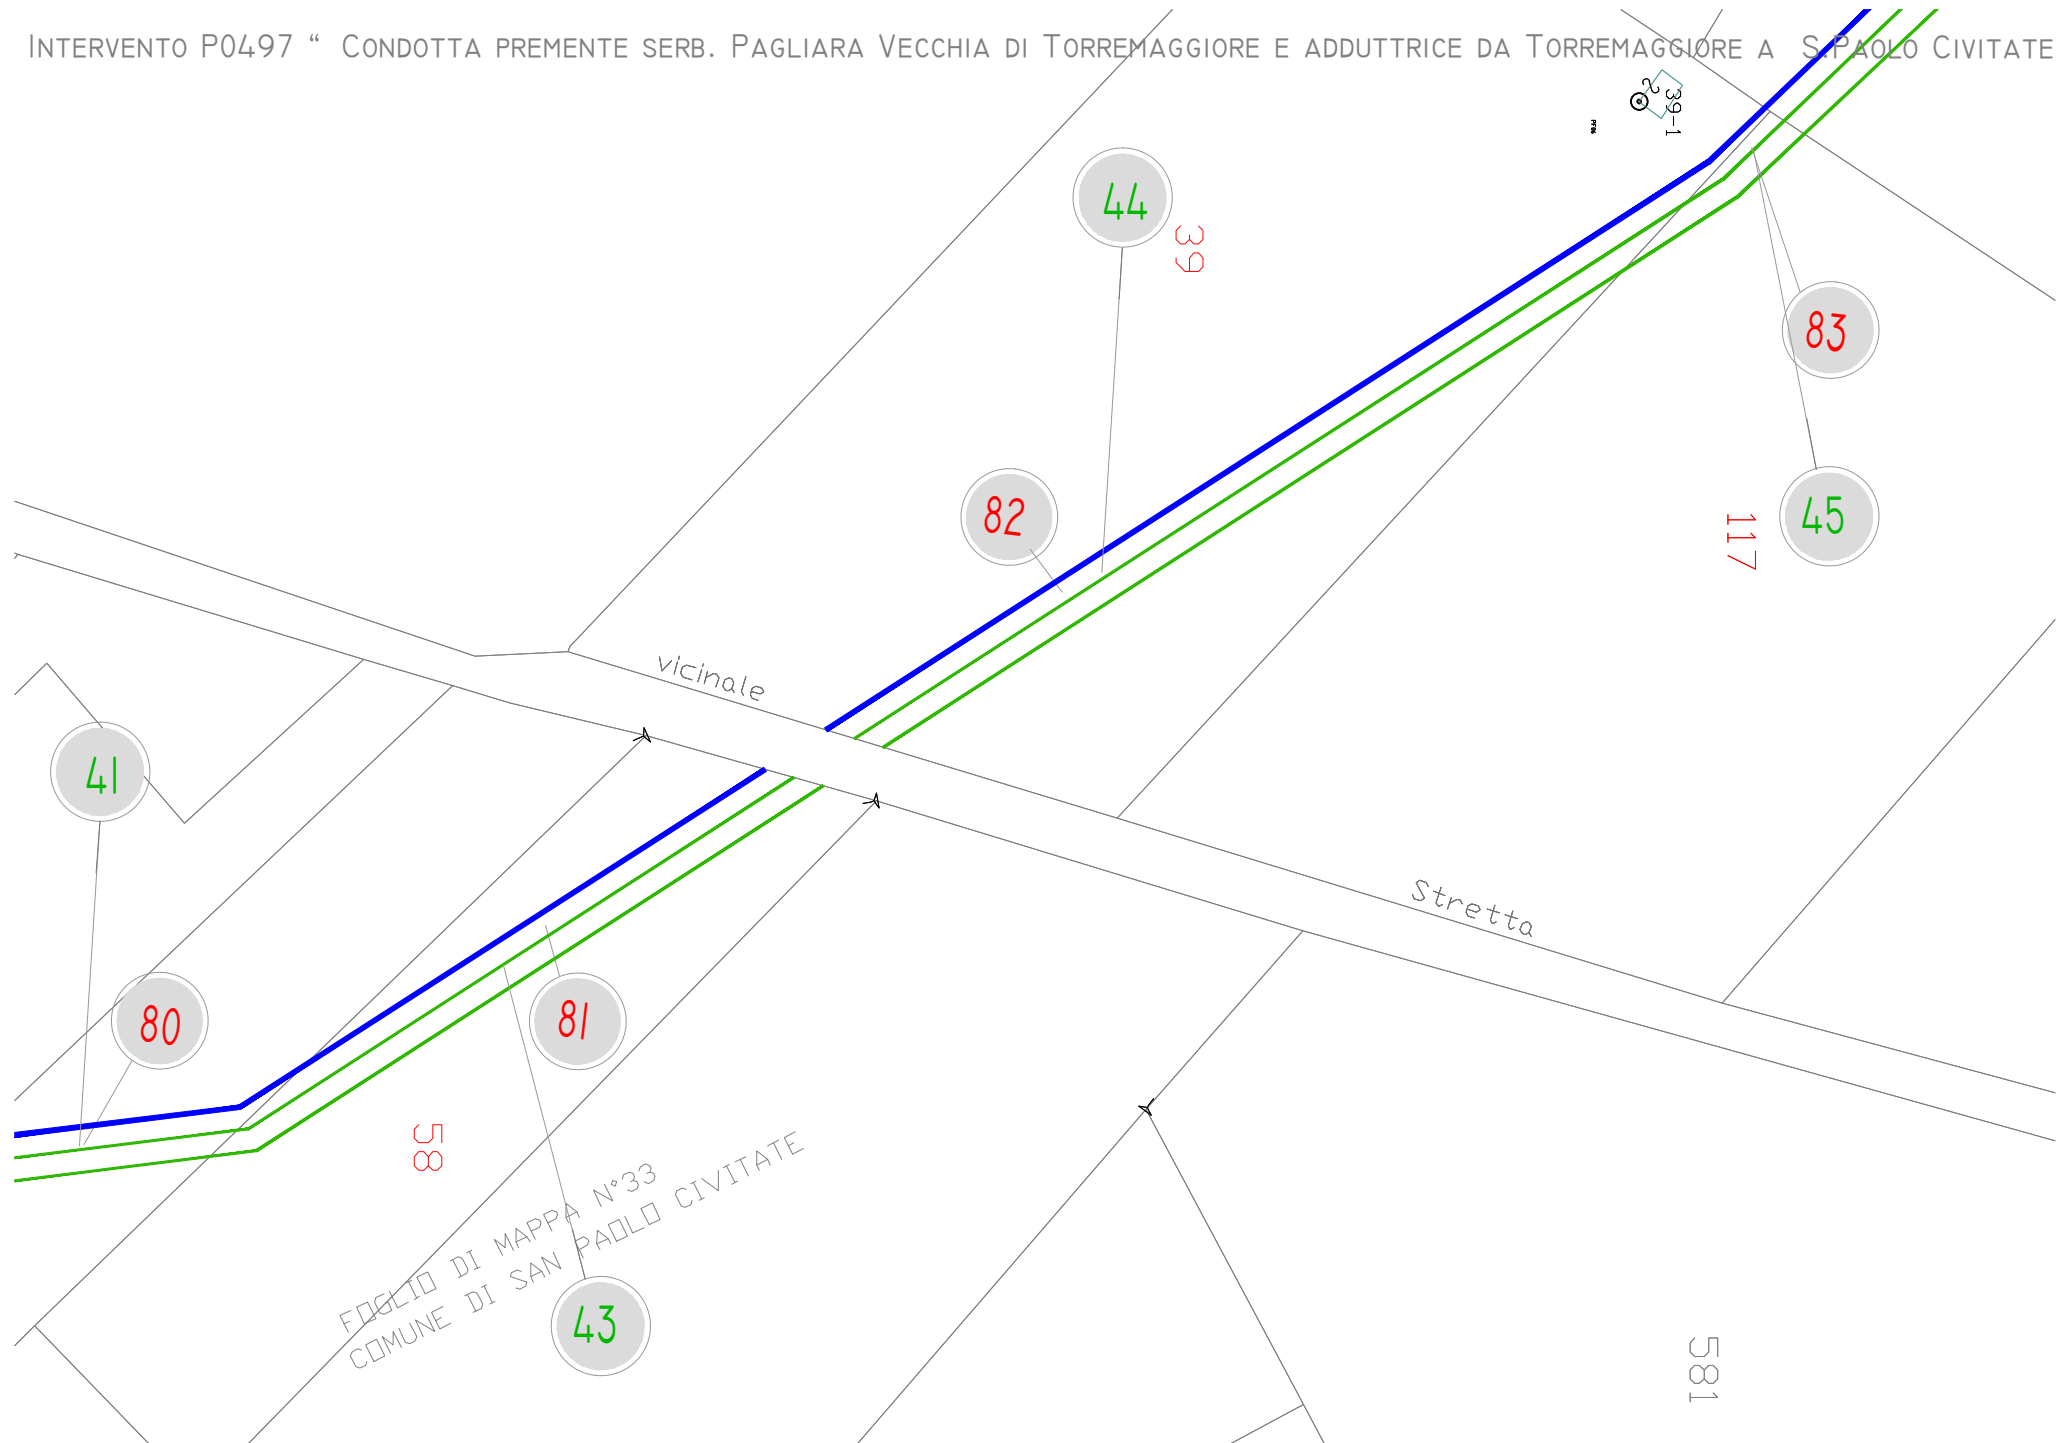 INTERVENTO P0497 “ CONDOTTA PREMENTE SERB. PAGLIARA VECCHIA DI TORREMAGGIORE E ADDUTTRICE DA TORREMAGGIORE A S.PAOLO CIVITATE
2
39-1
44
39
83
82
45
117
vicinale
41
Stretta
80
81
58
FOGLIO DI MAPPA N°33
COMUNE DI SAN PAOLO CIVITATE
43
581